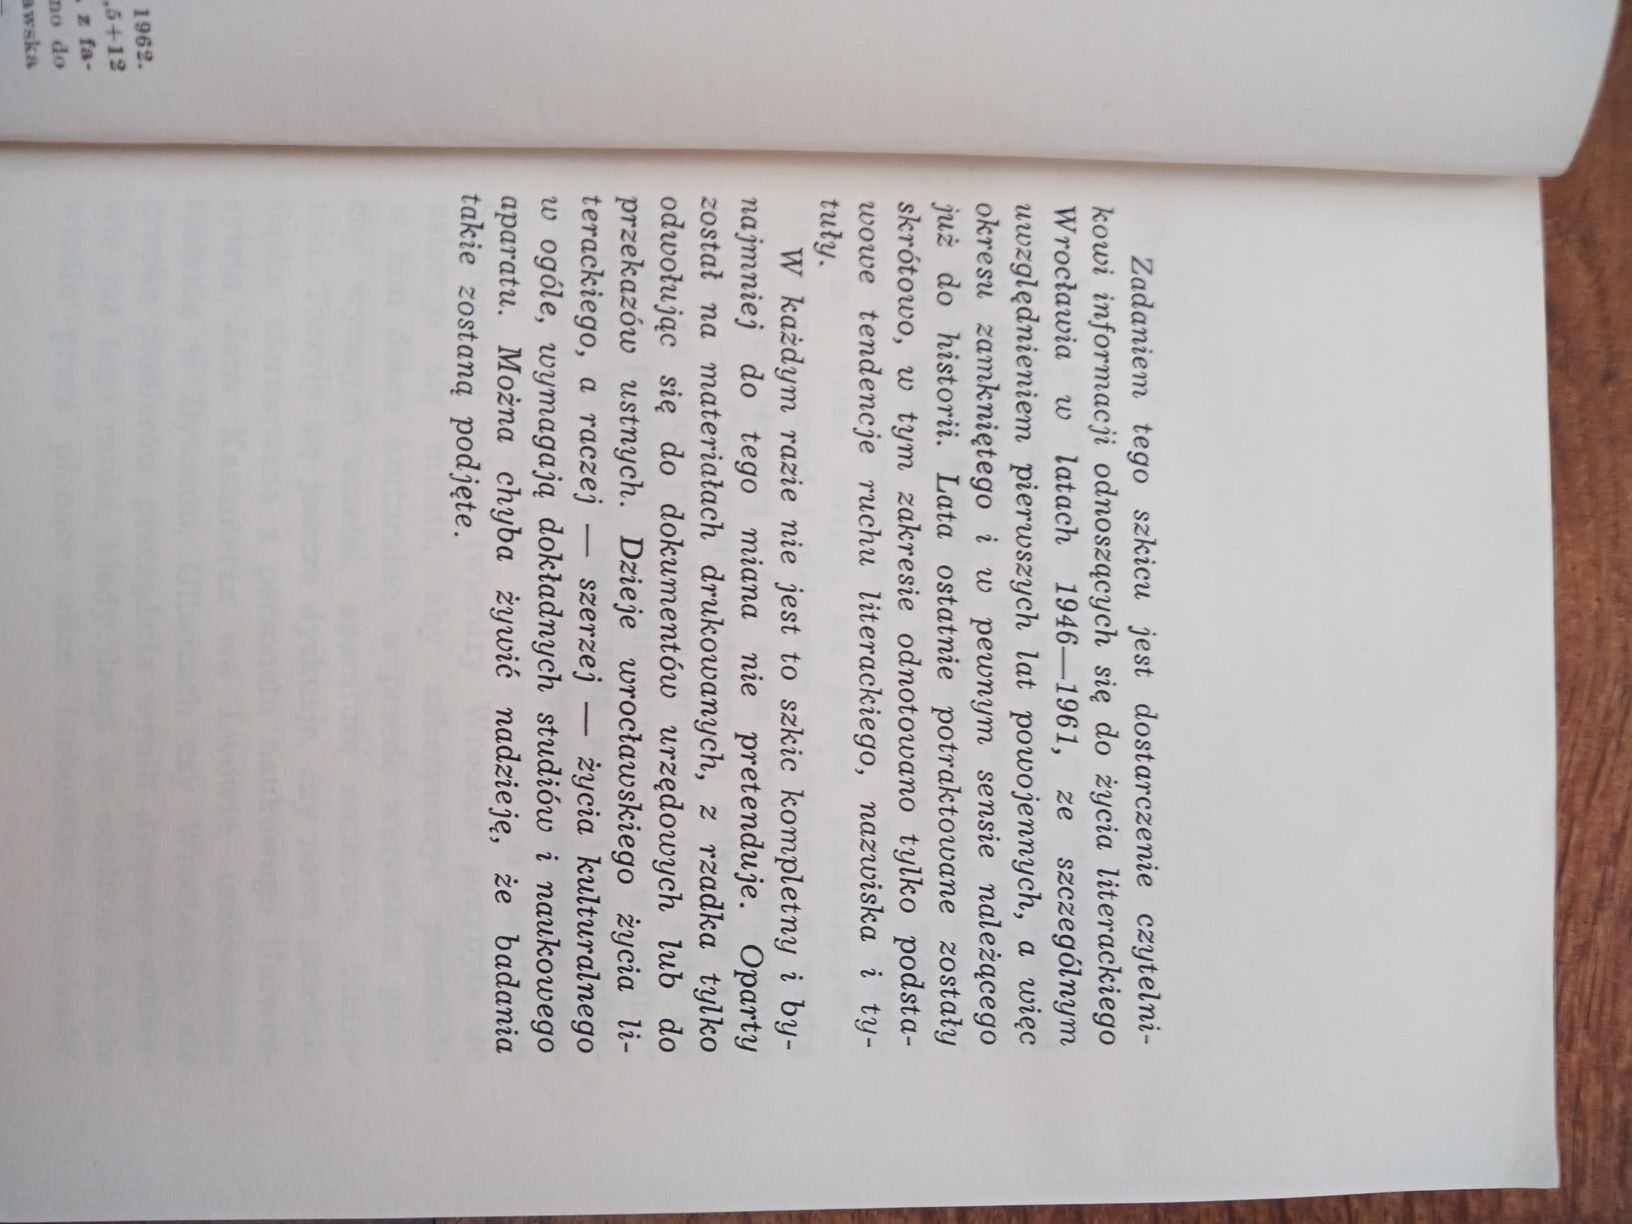 1962.
,5+12
, z fa-
no do
awska
Zadaniem tego szkicu jest dostarczenie czytelni-
kowi informacji odnoszących się do życia literackiego
Wrocławia w latach 1946—1961, ze szczególnym
uwzględnieniem pierwszych lat powojennych, a więc
okresu zamkniętego i w pewnym sensie należącego
już do historii. Lata ostatnie potraktowane zostały
skrótowo, w tym zakresie odnotowano tylko podsta-
wowe tendencje ruchu literackiego, nazwiska i ty-
tuły.
W każdym razie nie jest to szkic kompletny i by-
najmniej do tego miana nie pretenduje. Oparty
został na materiałach drukowanych, z rzadka tylko
odwołując się do dokumentów urzędowych lub do
przekazów ustnych. Dzieje wrocławskiego życia li-
terackiego, a raczej — szerzej — życia kulturalnego
w ogóle, wymagają dokładnych studiów i naukowego
aparatu. Można chyba żywić nadzieję, że badania
takie zostaną podjęte.